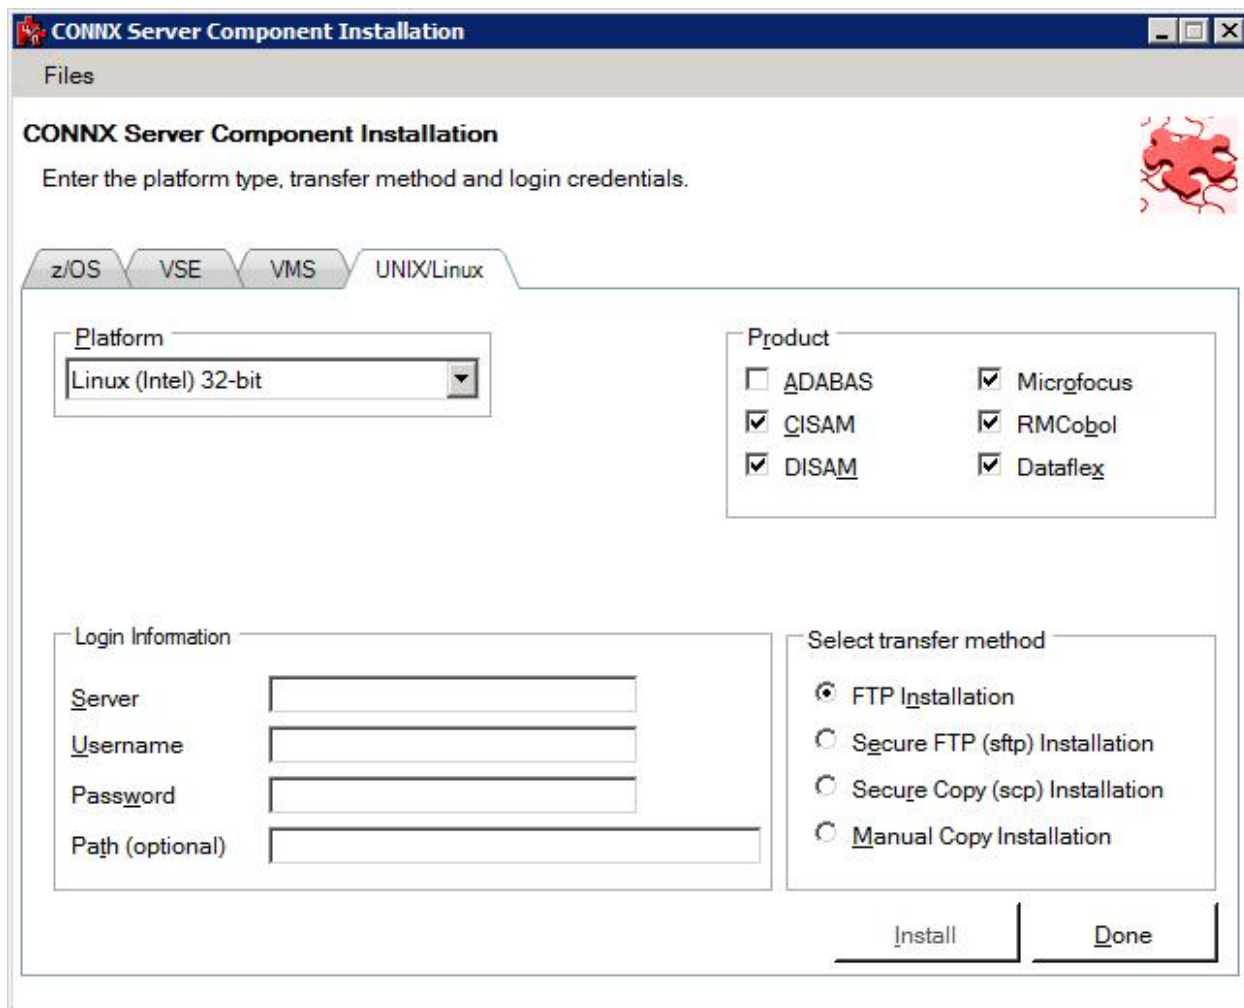 CONNX Server Component Installation
Files
CONNX Server Component Installation
Enter the platform type, transfer method and login credentials.
z/OS VSE VMS UNIX/Linux
Platform
Linux (Intel) 32-bit
Product
ADABAS Microfocus
CISAM RMCobol
DISAM Dataflex
Login Information
Server
Username
Password
Path (optional)
Select transfer method
FTP Installation
Secure FTP (sftp) Installation
Secure Copy (scp) Installation
Manual Copy Installation
Install Done